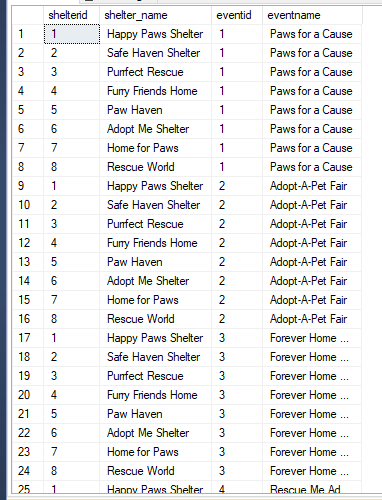 shelterid shelter_name eventid eventname
1 1 Happy Paws Shelter 1 Paws for a Cause
2 2 Safe Haven Shelter 1 Paws for a Cause
3 3 Purrfect Rescue 1 Paws for a Cause
4 4 Furry Friends Home 1 Paws for a Cause
5 5 Paw Haven 1 Paws for a Cause
6 6 Adopt Me Shelter 1 Paws for a Cause
7 7 Home for Paws 1 Paws for a Cause
8 8 Rescue World 1 Paws for a Cause
9 1 Happy Paws Shelter 2 Adopt-A-Pet Fair
10 2 Safe Haven Shelter 2 Adopt-A-Pet Fair
11 3 Purrfect Rescue 2 Adopt-A-Pet Fair
12 4 Furry Friends Home 2 Adopt-A-Pet Fair
13 5 Paw Haven 2 Adopt-A-Pet Fair
14 6 Adopt Me Shelter 2 Adopt-A-Pet Fair
15 7 Home for Paws 2 Adopt-A-Pet Fair
16 8 Rescue World 2 Adopt-A-Pet Fair
17 1 Happy Paws Shelter 3 Forever Home ...
18 2 Safe Haven Shelter 3 Forever Home ...
19 3 Purrfect Rescue 3 Forever Home ...
20 4 Furry Friends Home 3 Forever Home ...
21 5 Paw Haven 3 Forever Home ...
22 6 Adopt Me Shelter 3 Forever Home ...
23 7 Home for Paws 3 Forever Home ...
24 8 Rescue World 3 Forever Home ...
25 1 Happy Paws Shelter 4 Rescue Me Ad